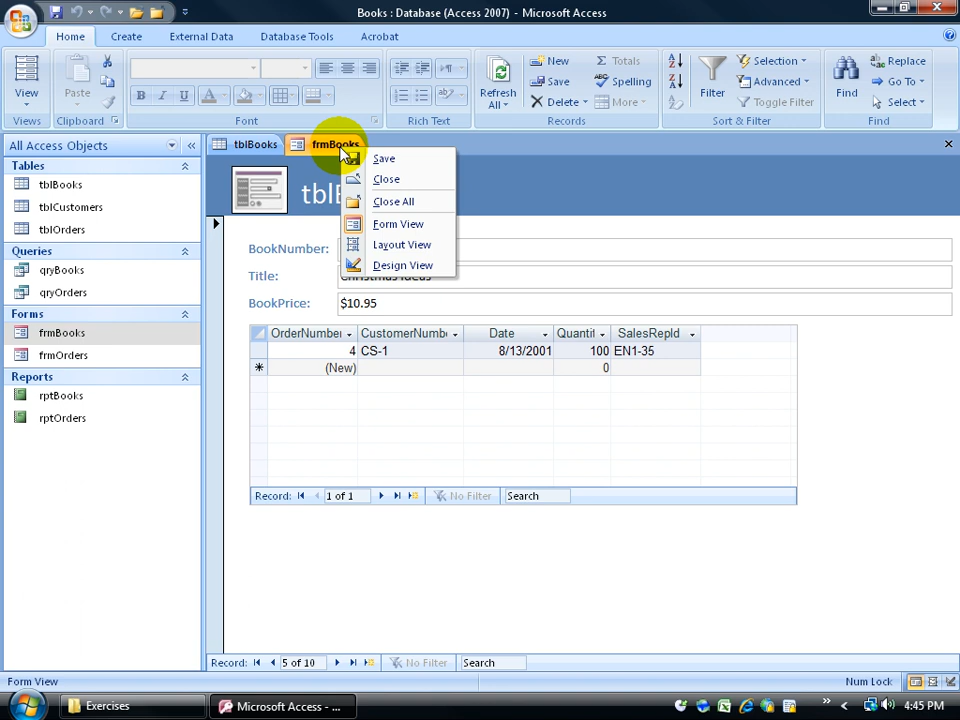 Books : Database (Access 2007) - Microsoft Access
Home Create External Data Database Tools Acrobat
View
Views
Paste
Clipboard
B I U
Font
Rich Text
Refresh All
New
Save
Delete
Totals
Spelling
More
Records
Filter
Selection
Advanced
Toggle Filter
Sort & Filter
Find
Replace
Go To
Select
Find
All Access Objects
Tables
tblBooks
tblCustomers
tblOrders
Queries
qryBooks
qryOrders
Forms
frmBooks
frmOrders
Reports
rptBooks
rptOrders
tblBooks frmBooks
Save
Close
Close All
Form View
Layout View
Design View
BookNumber:
Title:
BookPrice: $10.95
OrderNumber CustomerNumb Date Quantit SalesRepId
4 CS-1 8/13/2001 100 EN1-35
(New) 0
Record: 1 of 1 No Filter Search
Record: 5 of 10 No Filter Search
Form View Num Lock
Exercises Microsoft Access - ... 4:45 PM